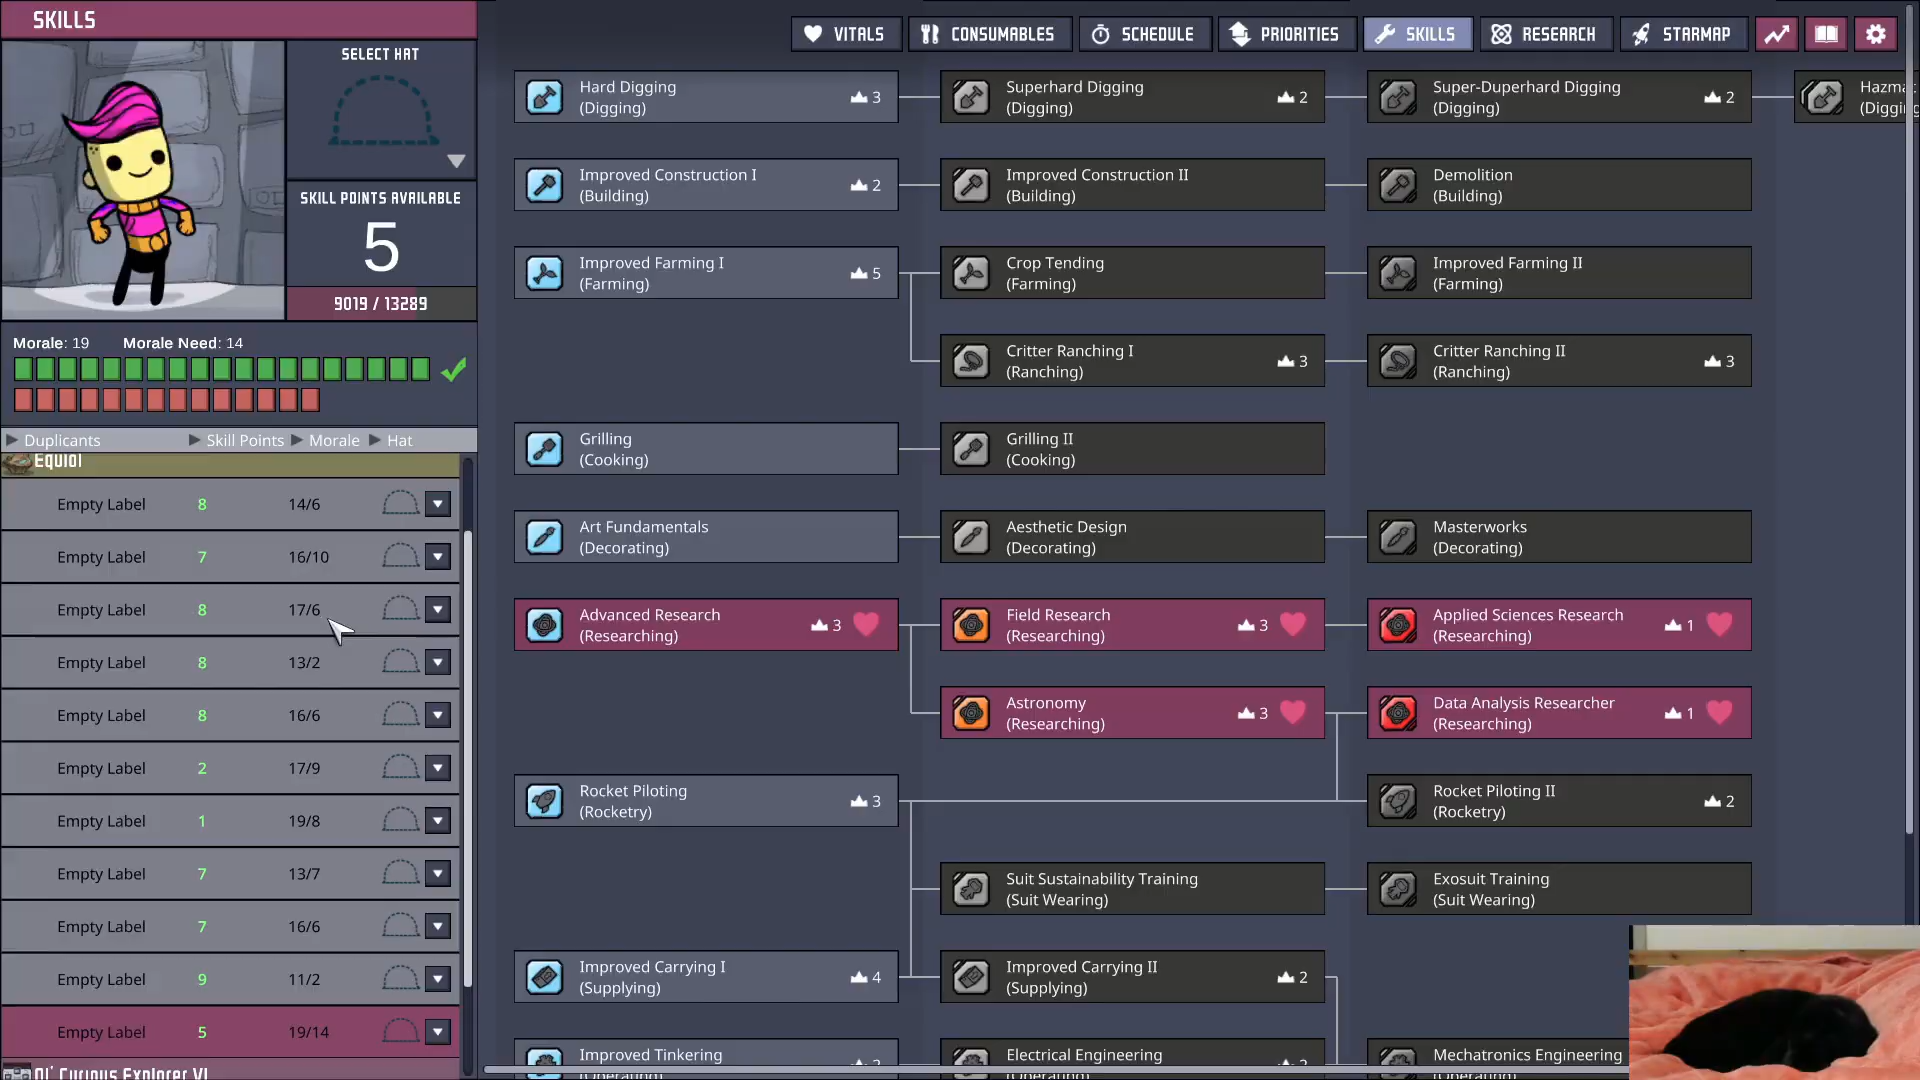 SKILLS
SELECT HAT
SKILL POINTS AVAILABLE
5
9019 / 13289
Morale: 19 Morale Need: 14
Duplicants Skill Points Morale Hat
Equiol
Empty Label 8 14/6
Empty Label 7 16/10
Empty Label 8 17/6
Empty Label 8 13/2
Empty Label 8 16/6
Empty Label 2 17/9
Empty Label 1 19/8
Empty Label 7 13/7
Empty Label 7 16/6
Empty Label 9 11/2
Empty Label 5 19/14
Ol' Curious Explorer VI
VITALS CONSUMABLES SCHEDULE PRIORITIES SKILLS RESEARCH STARMAP
Hard Digging
(Digging) 3
Superhard Digging
(Digging) 2
Super-Duperhard Digging
(Digging) 2
Improved Construction I
(Building) 2
Improved Construction II
(Building)
Demolition
(Building)
Improved Farming I
(Farming) 5
Crop Tending
(Farming)
Improved Farming II
(Farming)
Critter Ranching I
(Ranching) 3
Critter Ranching II
(Ranching) 3
Grilling
(Cooking)
Grilling II
(Cooking)
Art Fundamentals
(Decorating)
Aesthetic Design
(Decorating)
Masterworks
(Decorating)
Advanced Research
(Researching) 3
Field Research
(Researching) 3
Applied Sciences Research
(Researching) 1
Astronomy
(Researching) 3
Data Analysis Researcher
(Researching) 1
Rocket Piloting
(Rocketry) 3
Rocket Piloting II
(Rocketry) 2
Suit Sustainability Training
(Suit Wearing)
Exosuit Training
(Suit Wearing)
Improved Carrying I
(Supplying) 4
Improved Carrying II
(Supplying) 2
Improved Tinkering
Electrical Engineering
Mechatronics Engineering